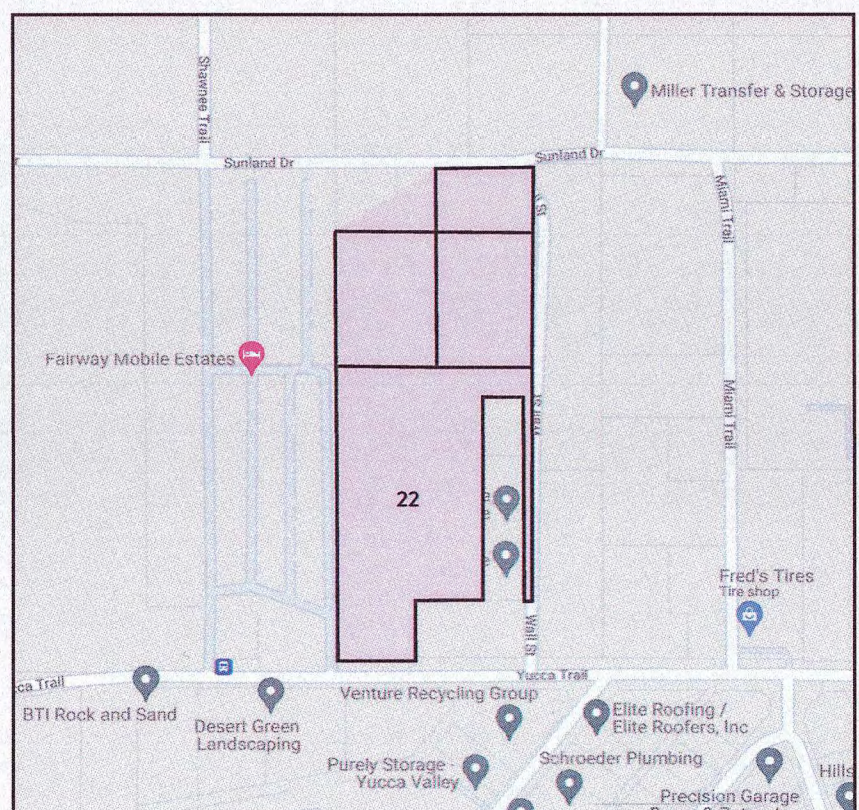 Shawnee Trail
Miller Transfer & Storage
Sunland Dr
Sunland Dr
Miami Trail
Fairway Mobile Estates
Miami Trail
22
Fred's Tires
Tire shop
Wall St
Yucca Trail
Trail
Venture Recycling Group
BTI Rock and Sand
Desert Green
Landscaping
Elite Roofing /
Elite Roofers, Inc
Purely Storage -
Yucca Valley
Schroeder Plumbing
Precision Garage
Hills